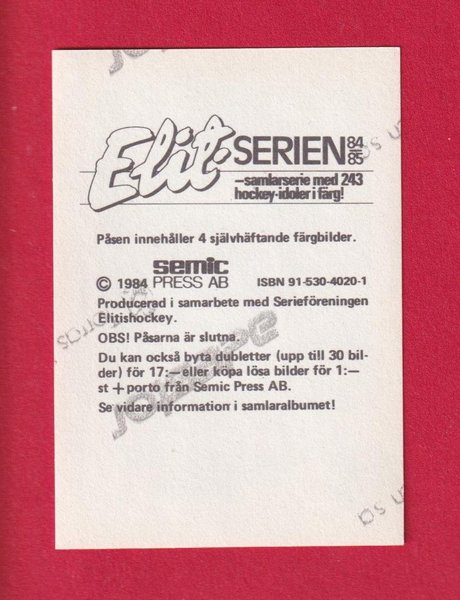 Elit-SERIEN 84
85
–samlarserie med 243
hockey-idoler i färg!
Påsen innehåller 4 självhäftande färgbilder.
© 1984 semic PRESS AB ISBN 91-530-4020-1
Producerad i samarbete med Serieföreningen
Elitishockey.
OBS! Påsarna är slutna.
Du kan också byta dubletter (upp till 30 bil-
der) för 17:– eller köpa lösa bilder för 1:–
st + porto från Semic Press AB.
Se vidare information i samlaralbumet!